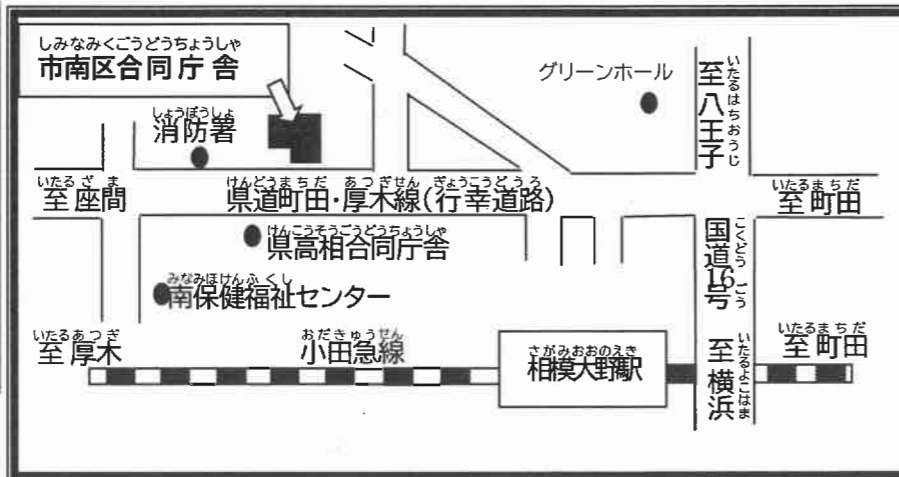 しみなみくごうどうちょうしゃ
市南区合同庁舎
グリーンホール
いたるはちおうじ
至八王子
しょうぼうしょ
消防署
いたるざま
至座間
けんどうまちだ・あつぎせん ぎょうこうどうろ
県道町田・厚木線(行幸道路)
いたるまちだ
至町田
けんこうそうごうどうちょうしゃ
県高相合同庁舎
こくどう ごう
国道16号
みなみほけんふくし
南保健福祉センター
いたるあつぎ
至厚木
おだきゅうせん
小田急線
さがみおおのえき
相模大野駅
いたるよこはま
至横浜
いたるまちだ
至町田